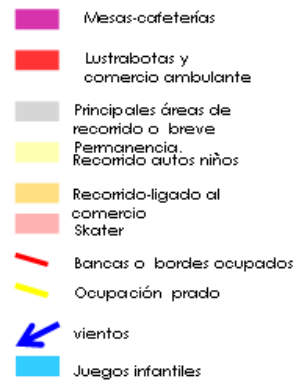 Mesas-cafeterías
Lustrabotas y
comercio ambulante
Principales áreas de
recorrido o breve
Permanencia.
Recorrido autos niños
Recorrido-ligado al
comercio
Skater
Bancas o bordes ocupados
Ocupación prado
vientos
Juegos infantiles